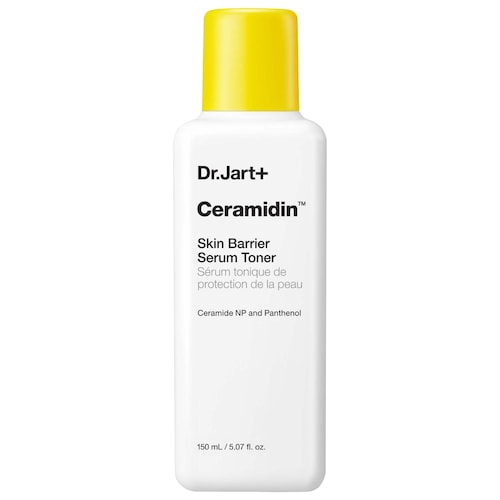 Dr.Jart+
Ceramidin™
Skin Barrier
Serum Toner
Sérum tonique de
protection de la peau
Ceramide NP and Panthenol
150 mL / 5.07 fl. oz.